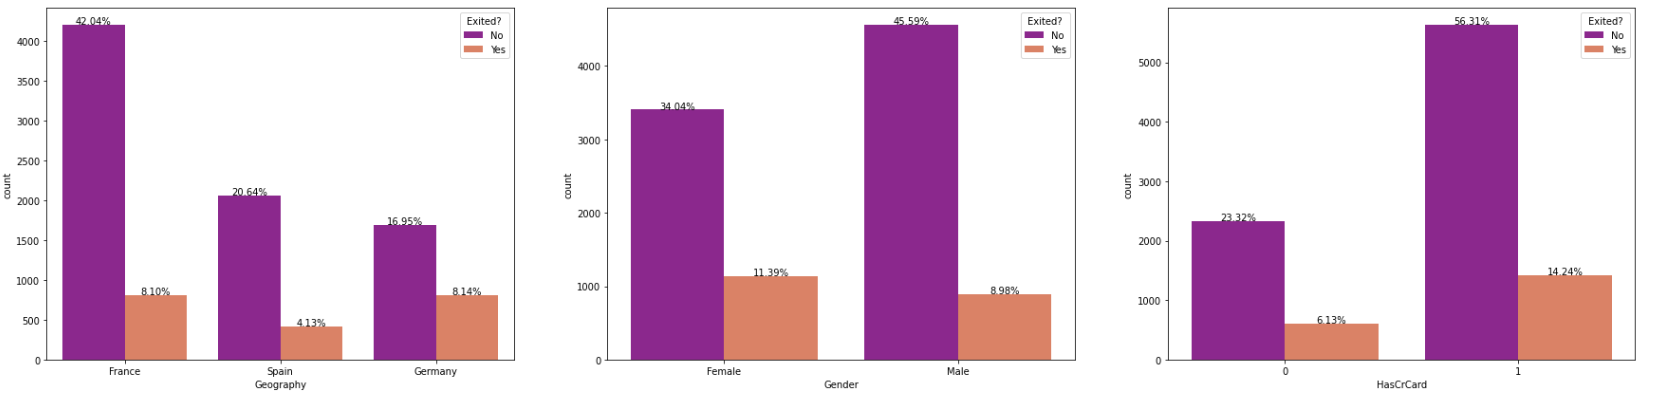 42.04%
Exited?
No
Yes
4000
3500
3000
2500
2000
1500
1000
500
0
count
20.64%
16.95%
8.10%
4.13%
8.14%
France
Spain
Germany
Geography
45.59%
Exited?
No
Yes
4000
3000
2000
1000
0
count
34.04%
11.39%
8.98%
Female
Male
Gender
56.31%
Exited?
No
Yes
5000
4000
3000
2000
1000
0
count
23.32%
14.24%
6.13%
0
1
HasCrCard